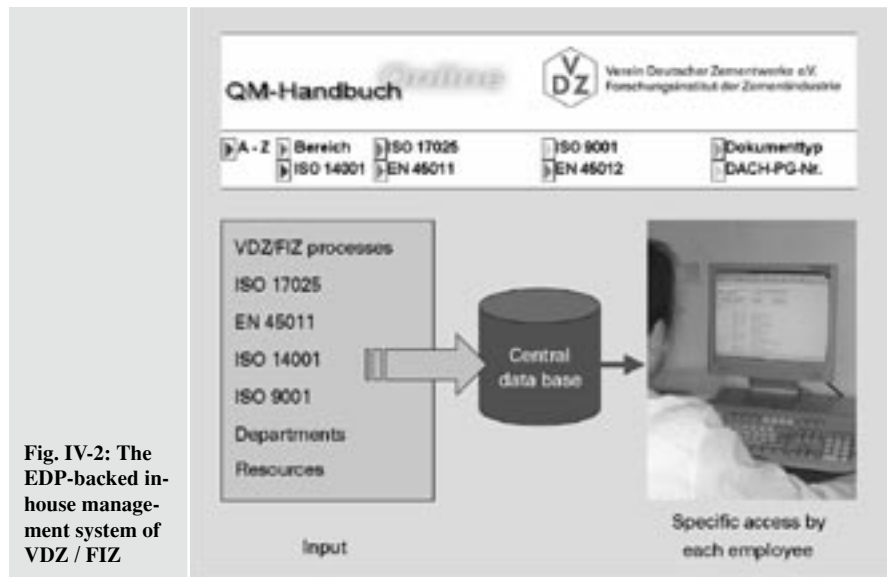 QM-Handbuch Online
VDZ
Verein Deutscher Zementwerke e.V.
Forschungsinstitut der Zementindustrie
A - Z Bereich ISO 17025 ISO 9001 Dokumenttyp
ISO 14001 EN 45011 EN 45012 DACH-PG-Nr.
VDZ/FIZ processes
ISO 17025
EN 45011
ISO 14001
ISO 9001
Departments
Resources
Input
Central
data base
Specific access by
each employee
Fig. IV-2: The
EDP-backed in-
house manage-
ment system of
VDZ / FIZ